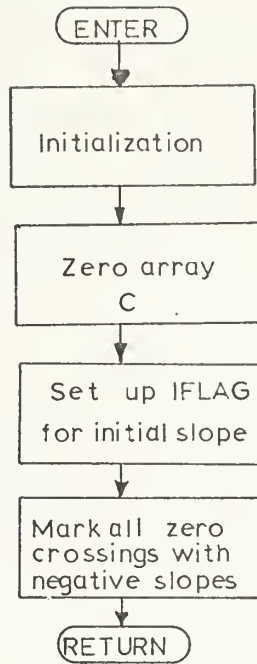 ENTER
Initialization
Zero array
C
Set up IFLAG
for initial slope
Mark all zero
crossings with
negative slopes
RETURN